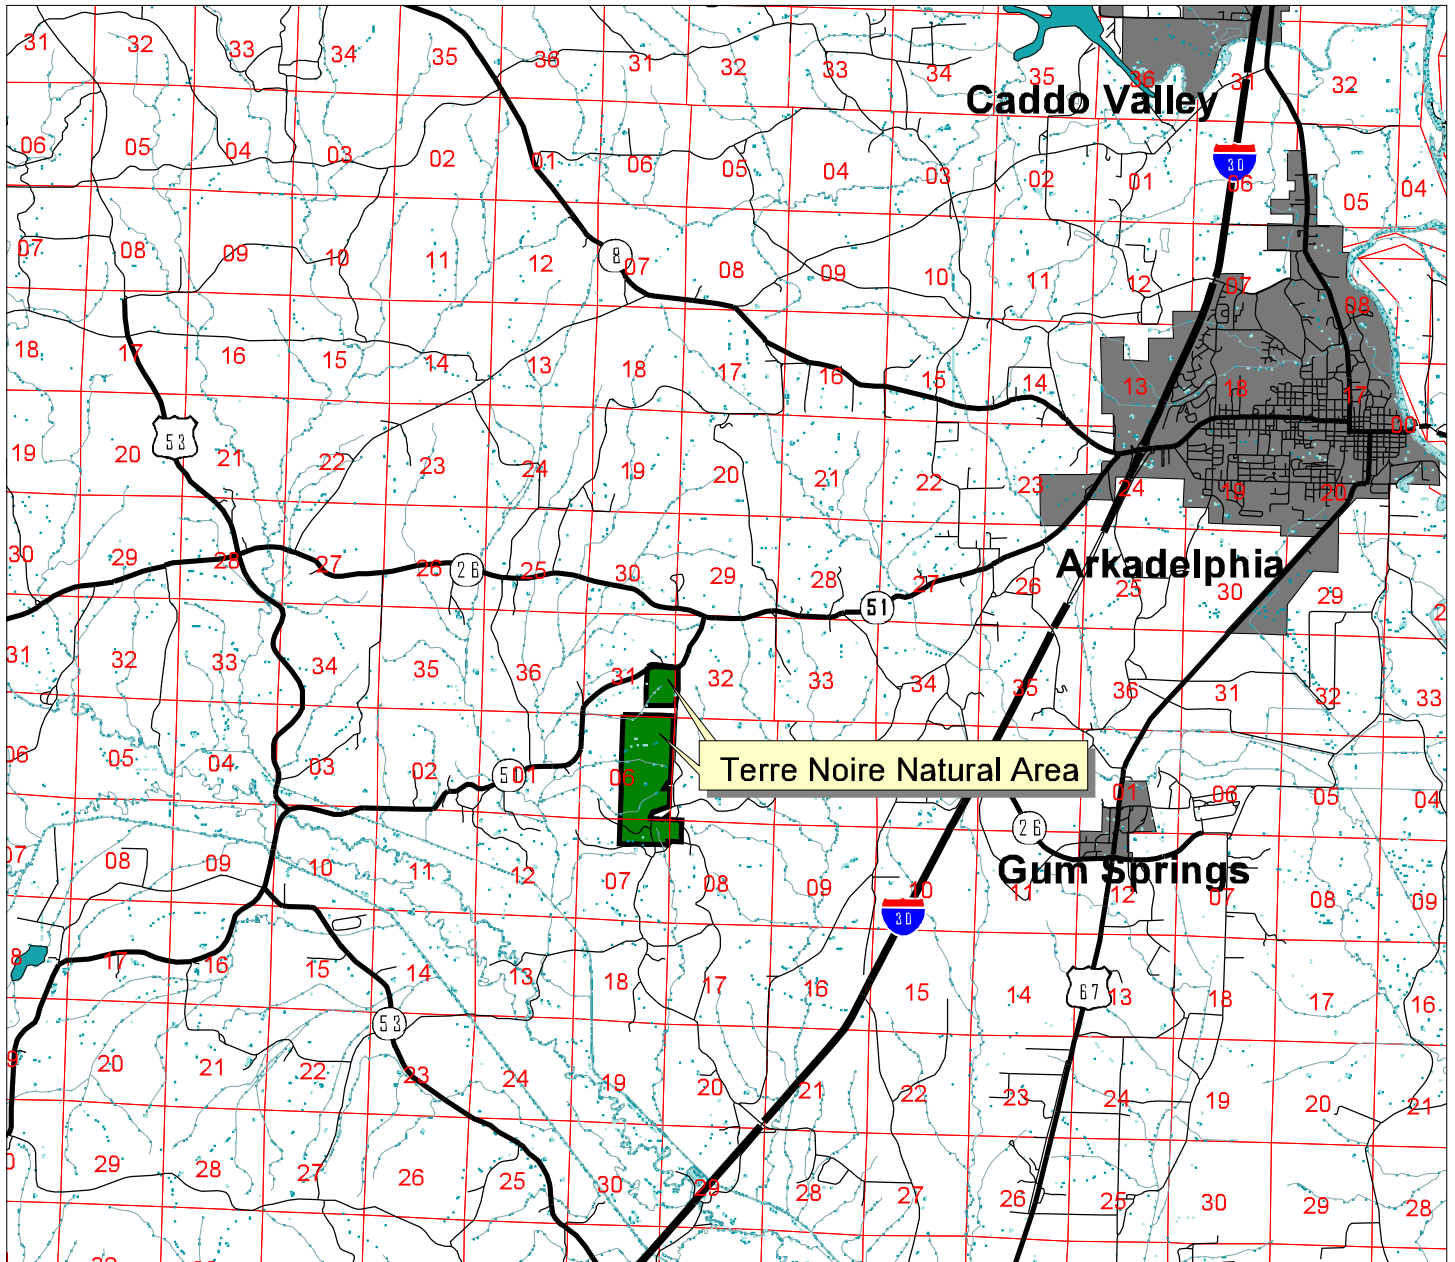 31 32 33 34 35 36 31 32 33 34 35 36 31 32
Caddo Valley
30
06 05 04 03 02 01 06 05 04 03 02 01 06 05 04
8
07 08 09 10 11 12 07 08 09 10 11 12 07 08
18 17 16 15 14 13 18 17 16 15 14 13 18 17
53
00
19 20 21 22 23 24 19 20 21 22 23 24 19 20
30 29 28 27 26 25 30 29 28 27 26 25 30 29
26
51
Arkadelphia
31 32 33 34 35 36 31 32 33 34 35 36 31 32 33
Terre Noire Natural Area
06 05 04 03 02 01 06 01 06 05 04
26
Gum Springs
07 08 09 10 11 12 07 08 09 10 11 12 07 08 09
30
67
8 17 16 15 14 13 18 17 16 15 14 13 18 17 16
53
9 20 21 22 23 24 19 20 21 22 23 24 19 20 21
29 28 27 26 25 30 29 28 27 26 25 30 29 28